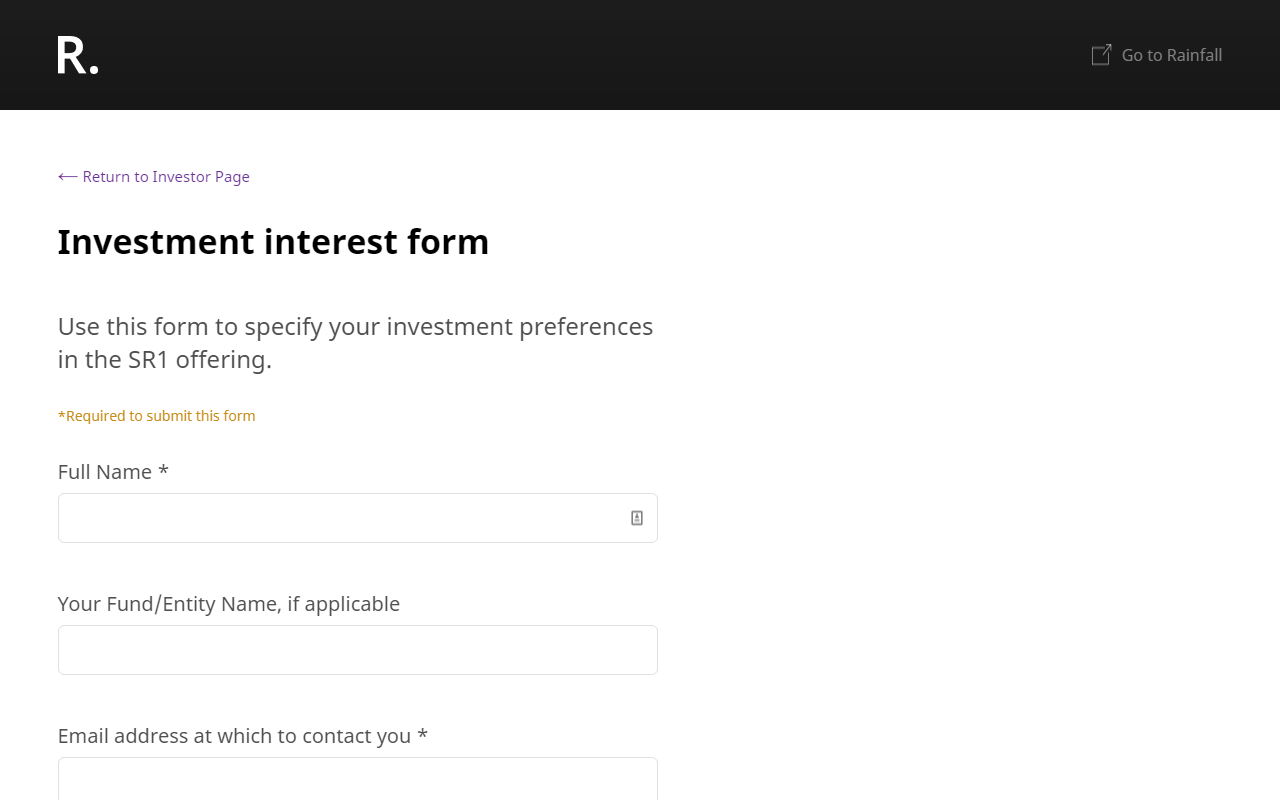 R.
Go to Rainfall
← Return to Investor Page
Investment interest form
Use this form to specify your investment preferences
in the SR1 offering.
*Required to submit this form
Full Name *
Your Fund/Entity Name, if applicable
Email address at which to contact you *